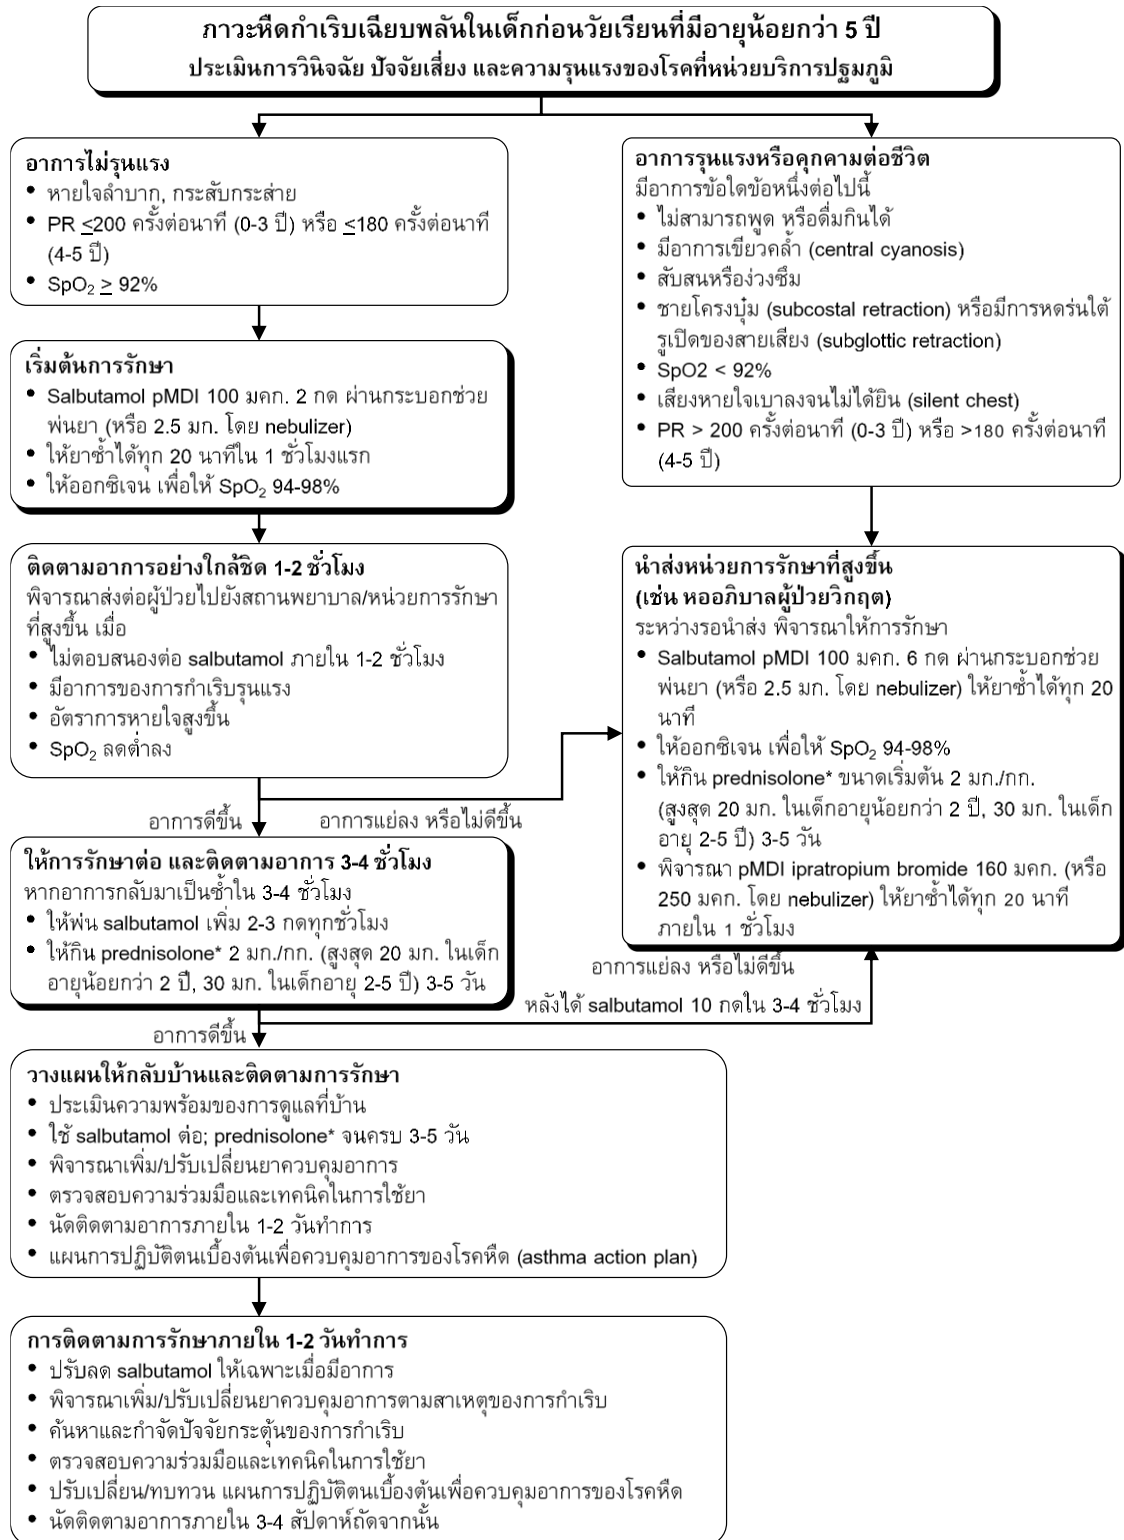 ภาวะหืดกำเริบเฉียบพลันในเด็กก่อนวัยเรียนที่มีอายุน้อยกว่า 5 ปี
ประเมินการวินิจฉัย ปัจจัยเสี่ยง และความรุนแรงของโรคที่หน่วยบริการปฐมภูมิ
อาการไม่รุนแรง
• หายใจลำบาก, กระสับกระส่าย
• PR ≤200 ครั้งต่อนาที (0-3 ปี) หรือ ≤180 ครั้งต่อนาที
(4-5 ปี)
• SpO₂ ≥ 92%
อาการรุนแรงหรือคุกคามต่อชีวิต
มีอาการข้อใดข้อหนึ่งต่อไปนี้
• ไม่สามารถพูด หรือดื่มกินได้
• มีอาการเขียวคล้ำ (central cyanosis)
• สับสนหรือง่วงซึม
• ชายโครงบุ๋ม (subcostal retraction) หรือมีการหดร่นใต้
รูเปิดของสายเสียง (subglottic retraction)
• SpO2 < 92%
• เสียงหายใจเบาลงจนไม่ได้ยิน (silent chest)
• PR > 200 ครั้งต่อนาที (0-3 ปี) หรือ >180 ครั้งต่อนาที
(4-5 ปี)
เริ่มต้นการรักษา
• Salbutamol pMDI 100 มคก. 2 กด ผ่านกระบอกช่วย
พ่นยา (หรือ 2.5 มก. โดย nebulizer)
• ให้ยาซ้ำได้ทุก 20 นาทีใน 1 ชั่วโมงแรก
• ให้ออกซิเจน เพื่อให้ SpO₂ 94-98%
ติดตามอาการอย่างใกล้ชิด 1-2 ชั่วโมง
พิจารณาส่งต่อผู้ป่วยไปยังสถานพยาบาล/หน่วยการรักษา
ที่สูงขึ้น เมื่อ
• ไม่ตอบสนองต่อ salbutamol ภายใน 1-2 ชั่วโมง
• มีอาการของการกำเริบรุนแรง
• อัตราการหายใจสูงขึ้น
• SpO₂ ลดต่ำลง
นำส่งหน่วยการรักษาที่สูงขึ้น
(เช่น หออภิบาลผู้ป่วยวิกฤต)
ระหว่างรอนำส่ง พิจารณาให้การรักษา
• Salbutamol pMDI 100 มคก. 6 กด ผ่านกระบอกช่วย
พ่นยา (หรือ 2.5 มก. โดย nebulizer) ให้ยาซ้ำได้ทุก 20
นาที
• ให้ออกซิเจน เพื่อให้ SpO₂ 94-98%
• ให้กิน prednisolone* ขนาดเริ่มต้น 2 มก./กก.
(สูงสุด 20 มก. ในเด็กอายุน้อยกว่า 2 ปี, 30 มก. ในเด็ก
อายุ 2-5 ปี) 3-5 วัน
• พิจารณา pMDI ipratropium bromide 160 มคก. (หรือ
250 มคก. โดย nebulizer) ให้ยาซ้ำได้ทุก 20 นาที
ภายใน 1 ชั่วโมง
อาการดีขึ้น
อาการแย่ลง หรือไม่ดีขึ้น
ให้การรักษาต่อ และติดตามอาการ 3-4 ชั่วโมง
หากอาการกลับมาเป็นซ้ำใน 3-4 ชั่วโมง
• ให้พ่น salbutamol เพิ่ม 2-3 กดทุกชั่วโมง
• ให้กิน prednisolone* 2 มก./กก. (สูงสุด 20 มก. ในเด็ก
อายุน้อยกว่า 2 ปี, 30 มก. ในเด็กอายุ 2-5 ปี) 3-5 วัน
อาการแย่ลง หรือไม่ดีขึ้น
หลังได้ salbutamol 10 กดใน 3-4 ชั่วโมง
อาการดีขึ้น
วางแผนให้กลับบ้านและติดตามการรักษา
• ประเมินความพร้อมของการดูแลที่บ้าน
• ใช้ salbutamol ต่อ; prednisolone* จนครบ 3-5 วัน
• พิจารณาเพิ่ม/ปรับเปลี่ยนยาควบคุมอาการ
• ตรวจสอบความร่วมมือและเทคนิคในการใช้ยา
• นัดติดตามอาการภายใน 1-2 วันทำการ
• แผนการปฏิบัติตนเบื้องต้นเพื่อควบคุมอาการของโรคหืด (asthma action plan)
การติดตามการรักษาภายใน 1-2 วันทำการ
• ปรับลด salbutamol ให้เฉพาะเมื่อมีอาการ
• พิจารณาเพิ่ม/ปรับเปลี่ยนยาควบคุมอาการตามสาเหตุของการกำเริบ
• ค้นหาและกำจัดปัจจัยกระตุ้นของการกำเริบ
• ตรวจสอบความร่วมมือและเทคนิคในการใช้ยา
• ปรับเปลี่ยน/ทบทวน แผนการปฏิบัติตนเบื้องต้นเพื่อควบคุมอาการของโรคหืด
• นัดติดตามอาการภายใน 3-4 สัปดาห์ถัดจากนั้น